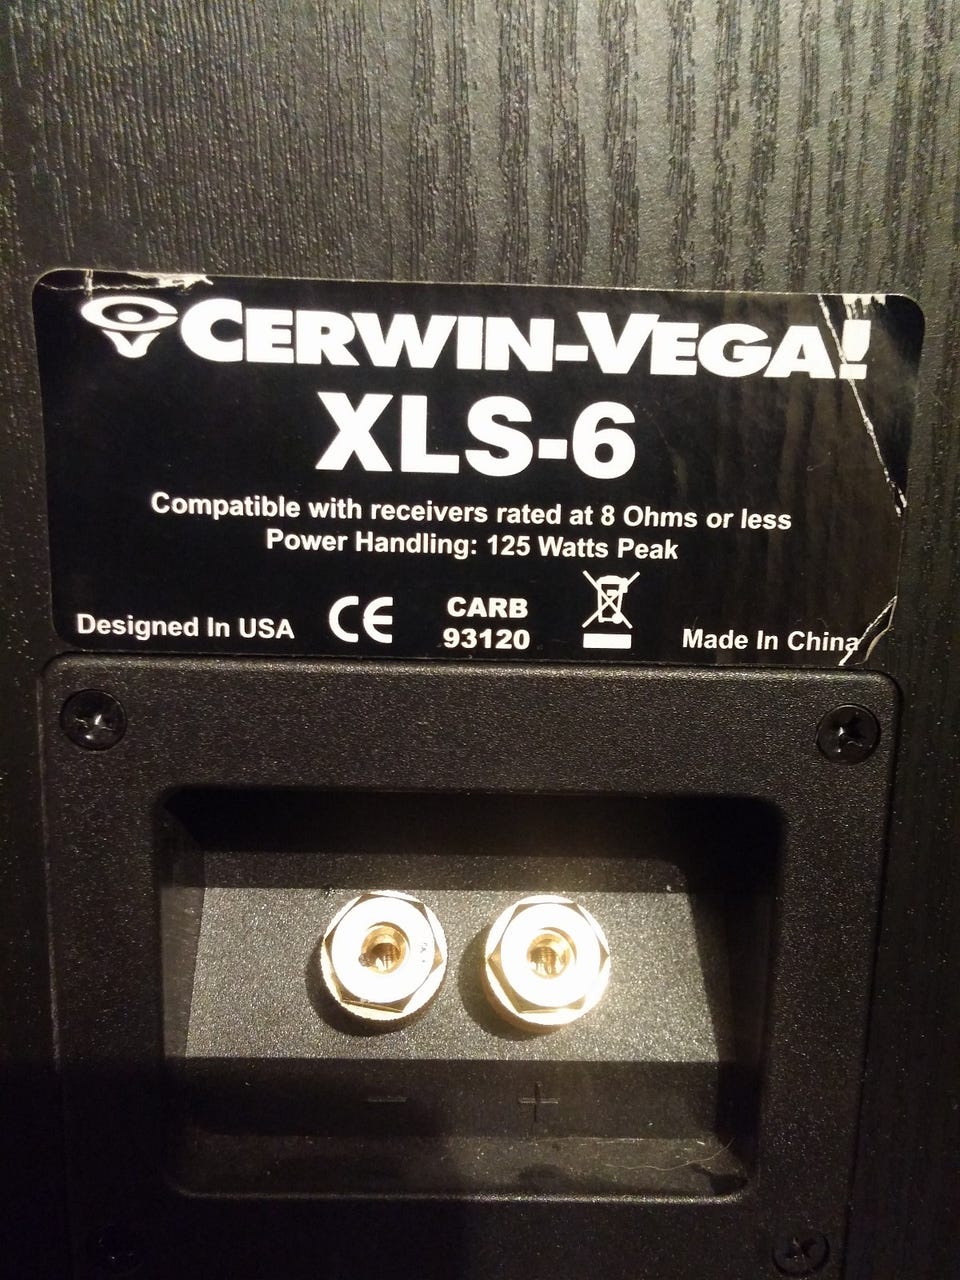 CERWIN-VEGA!
XLS-6
Compatible with receivers rated at 8 Ohms or less
Power Handling: 125 Watts Peak
Designed In USA CE CARB 93120 Made In China
− +